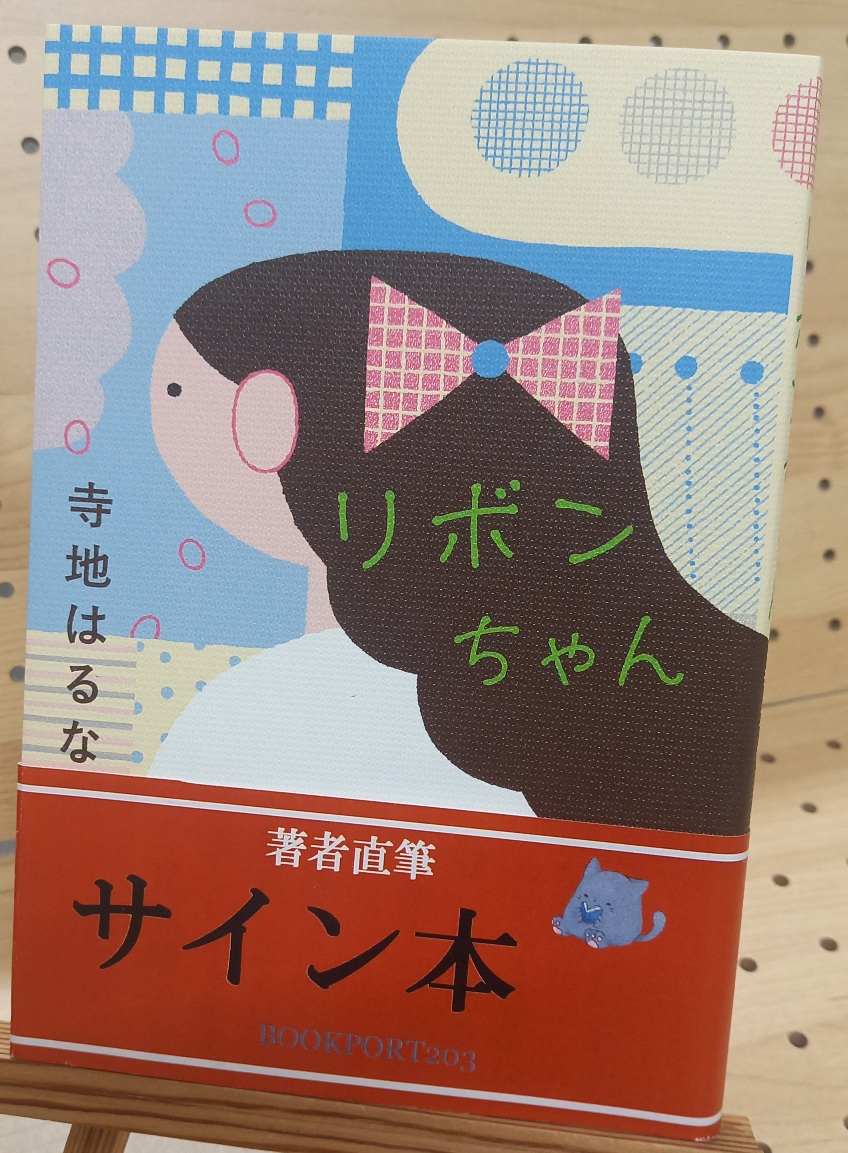 リボン
ちゃん
寺地はるな
著者直筆
サイン本
BOOKPORT203